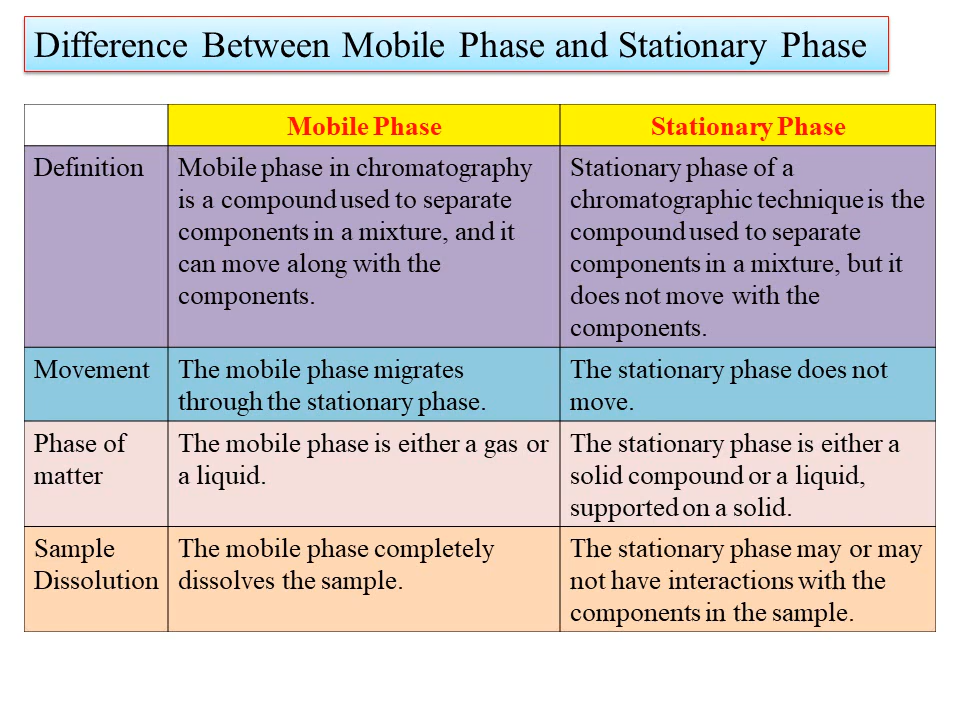 Difference Between Mobile Phase and Stationary Phase
Mobile Phase
Stationary Phase
Definition
Mobile phase in chromatography
is a compound used to separate
components in a mixture, and it
can move along with the
components.
Stationary phase of a
chromatographic technique is the
compound used to separate
components in a mixture, but it
does not move with the
components.
Movement
The mobile phase migrates
through the stationary phase.
The stationary phase does not
move.
Phase of
matter
The mobile phase is either a gas or
a liquid.
The stationary phase is either a
solid compound or a liquid,
supported on a solid.
Sample
Dissolution
The mobile phase completely
dissolves the sample.
The stationary phase may or may
not have interactions with the
components in the sample.